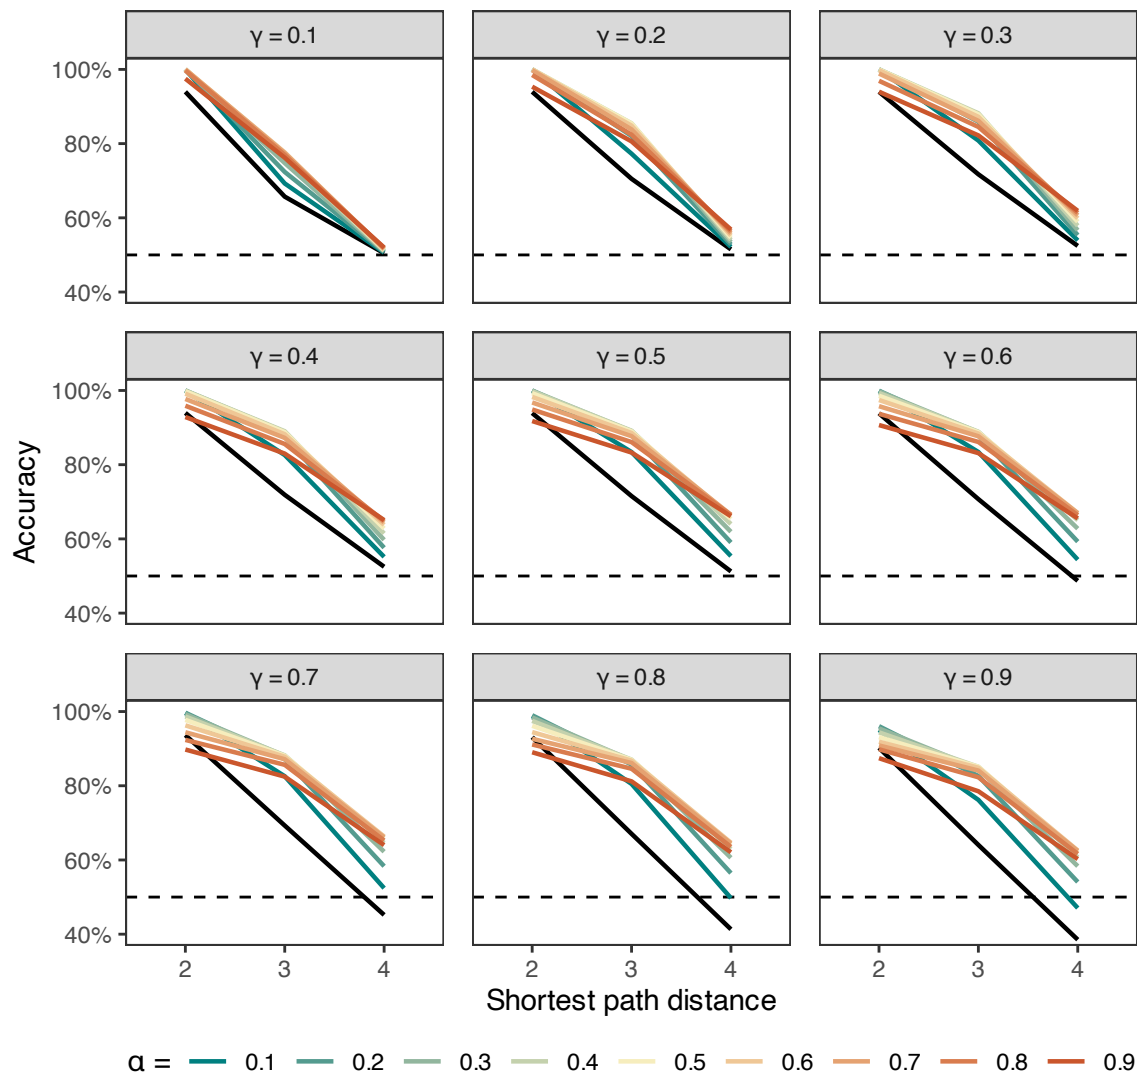 γ = 0.1 γ = 0.2 γ = 0.3
100%
80%
60%
40%
γ = 0.4 γ = 0.5 γ = 0.6
100%
80%
60%
40%
Accuracy
γ = 0.7 γ = 0.8 γ = 0.9
100%
80%
60%
40%
2 3 4 2 3 4 2 3 4
Shortest path distance
α = 0.1 0.2 0.3 0.4 0.5 0.6 0.7 0.8 0.9